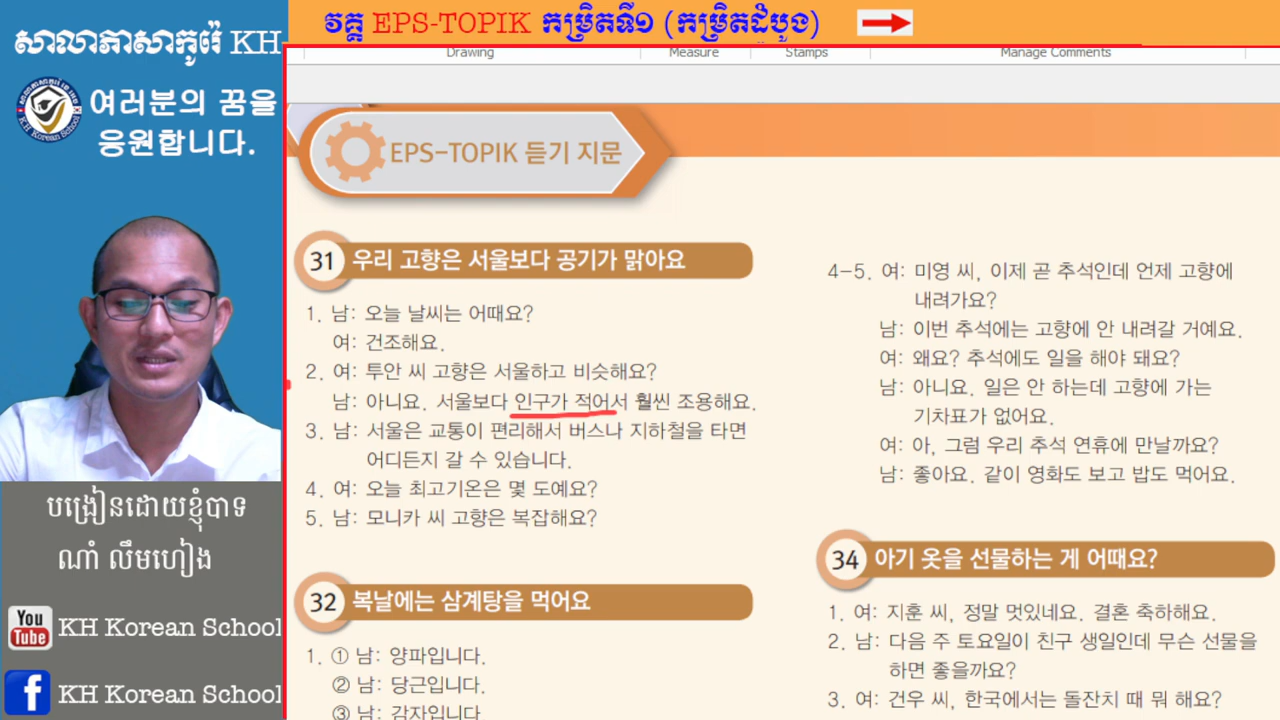 សាលាភាសាកូរ៉េ KH
여러분의 꿈을
응원합니다.
បង្រៀនដោយខ្ញុំបាទ
ណាំ លឹមហៀង
You Tube KH Korean School
f KH Korean School
វគ្គ EPS-TOPIK កម្រិតទី១ (កម្រិតដំបូង)
Drawing Measure Stamps Manage Comments
EPS-TOPIK 듣기 지문
31 우리 고향은 서울보다 공기가 맑아요
1. 남: 오늘 날씨는 어때요?
여: 건조해요.
2. 여: 투안 씨 고향은 서울하고 비슷해요?
남: 아니요. 서울보다 인구가 적어서 훨씬 조용해요.
3. 남: 서울은 교통이 편리해서 버스나 지하철을 타면
어디든지 갈 수 있습니다.
4. 여: 오늘 최고기온은 몇 도예요?
5. 남: 모니카 씨 고향은 복잡해요?
32 복날에는 삼계탕을 먹어요
1. ① 남: 양파입니다.
② 남: 당근입니다.
③ 남: 감자입니다
4-5. 여: 미영 씨, 이제 곧 추석인데 언제 고향에
내려가요?
남: 이번 추석에는 고향에 안 내려갈 거예요.
여: 왜요? 추석에도 일을 해야 돼요?
남: 아니요. 일은 안 하는데 고향에 가는
기차표가 없어요.
여: 아, 그럼 우리 추석 연휴에 만날까요?
남: 좋아요. 같이 영화도 보고 밥도 먹어요.
34 아기 옷을 선물하는 게 어때요?
1. 여: 지훈 씨, 정말 멋있네요. 결혼 축하해요.
2. 남: 다음 주 토요일이 친구 생일인데 무슨 선물을
하면 좋을까요?
3. 여: 건우 씨, 한국에서는 돌잔치 때 뭐 해요?